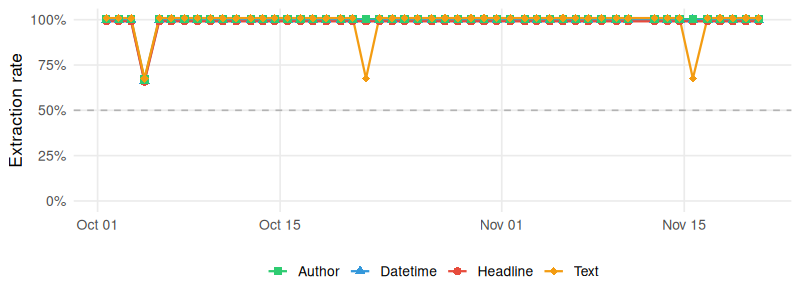 100%
75%
50%
25%
0%
Extraction rate
Oct 01 Oct 15 Nov 01 Nov 15
Author Datetime Headline Text